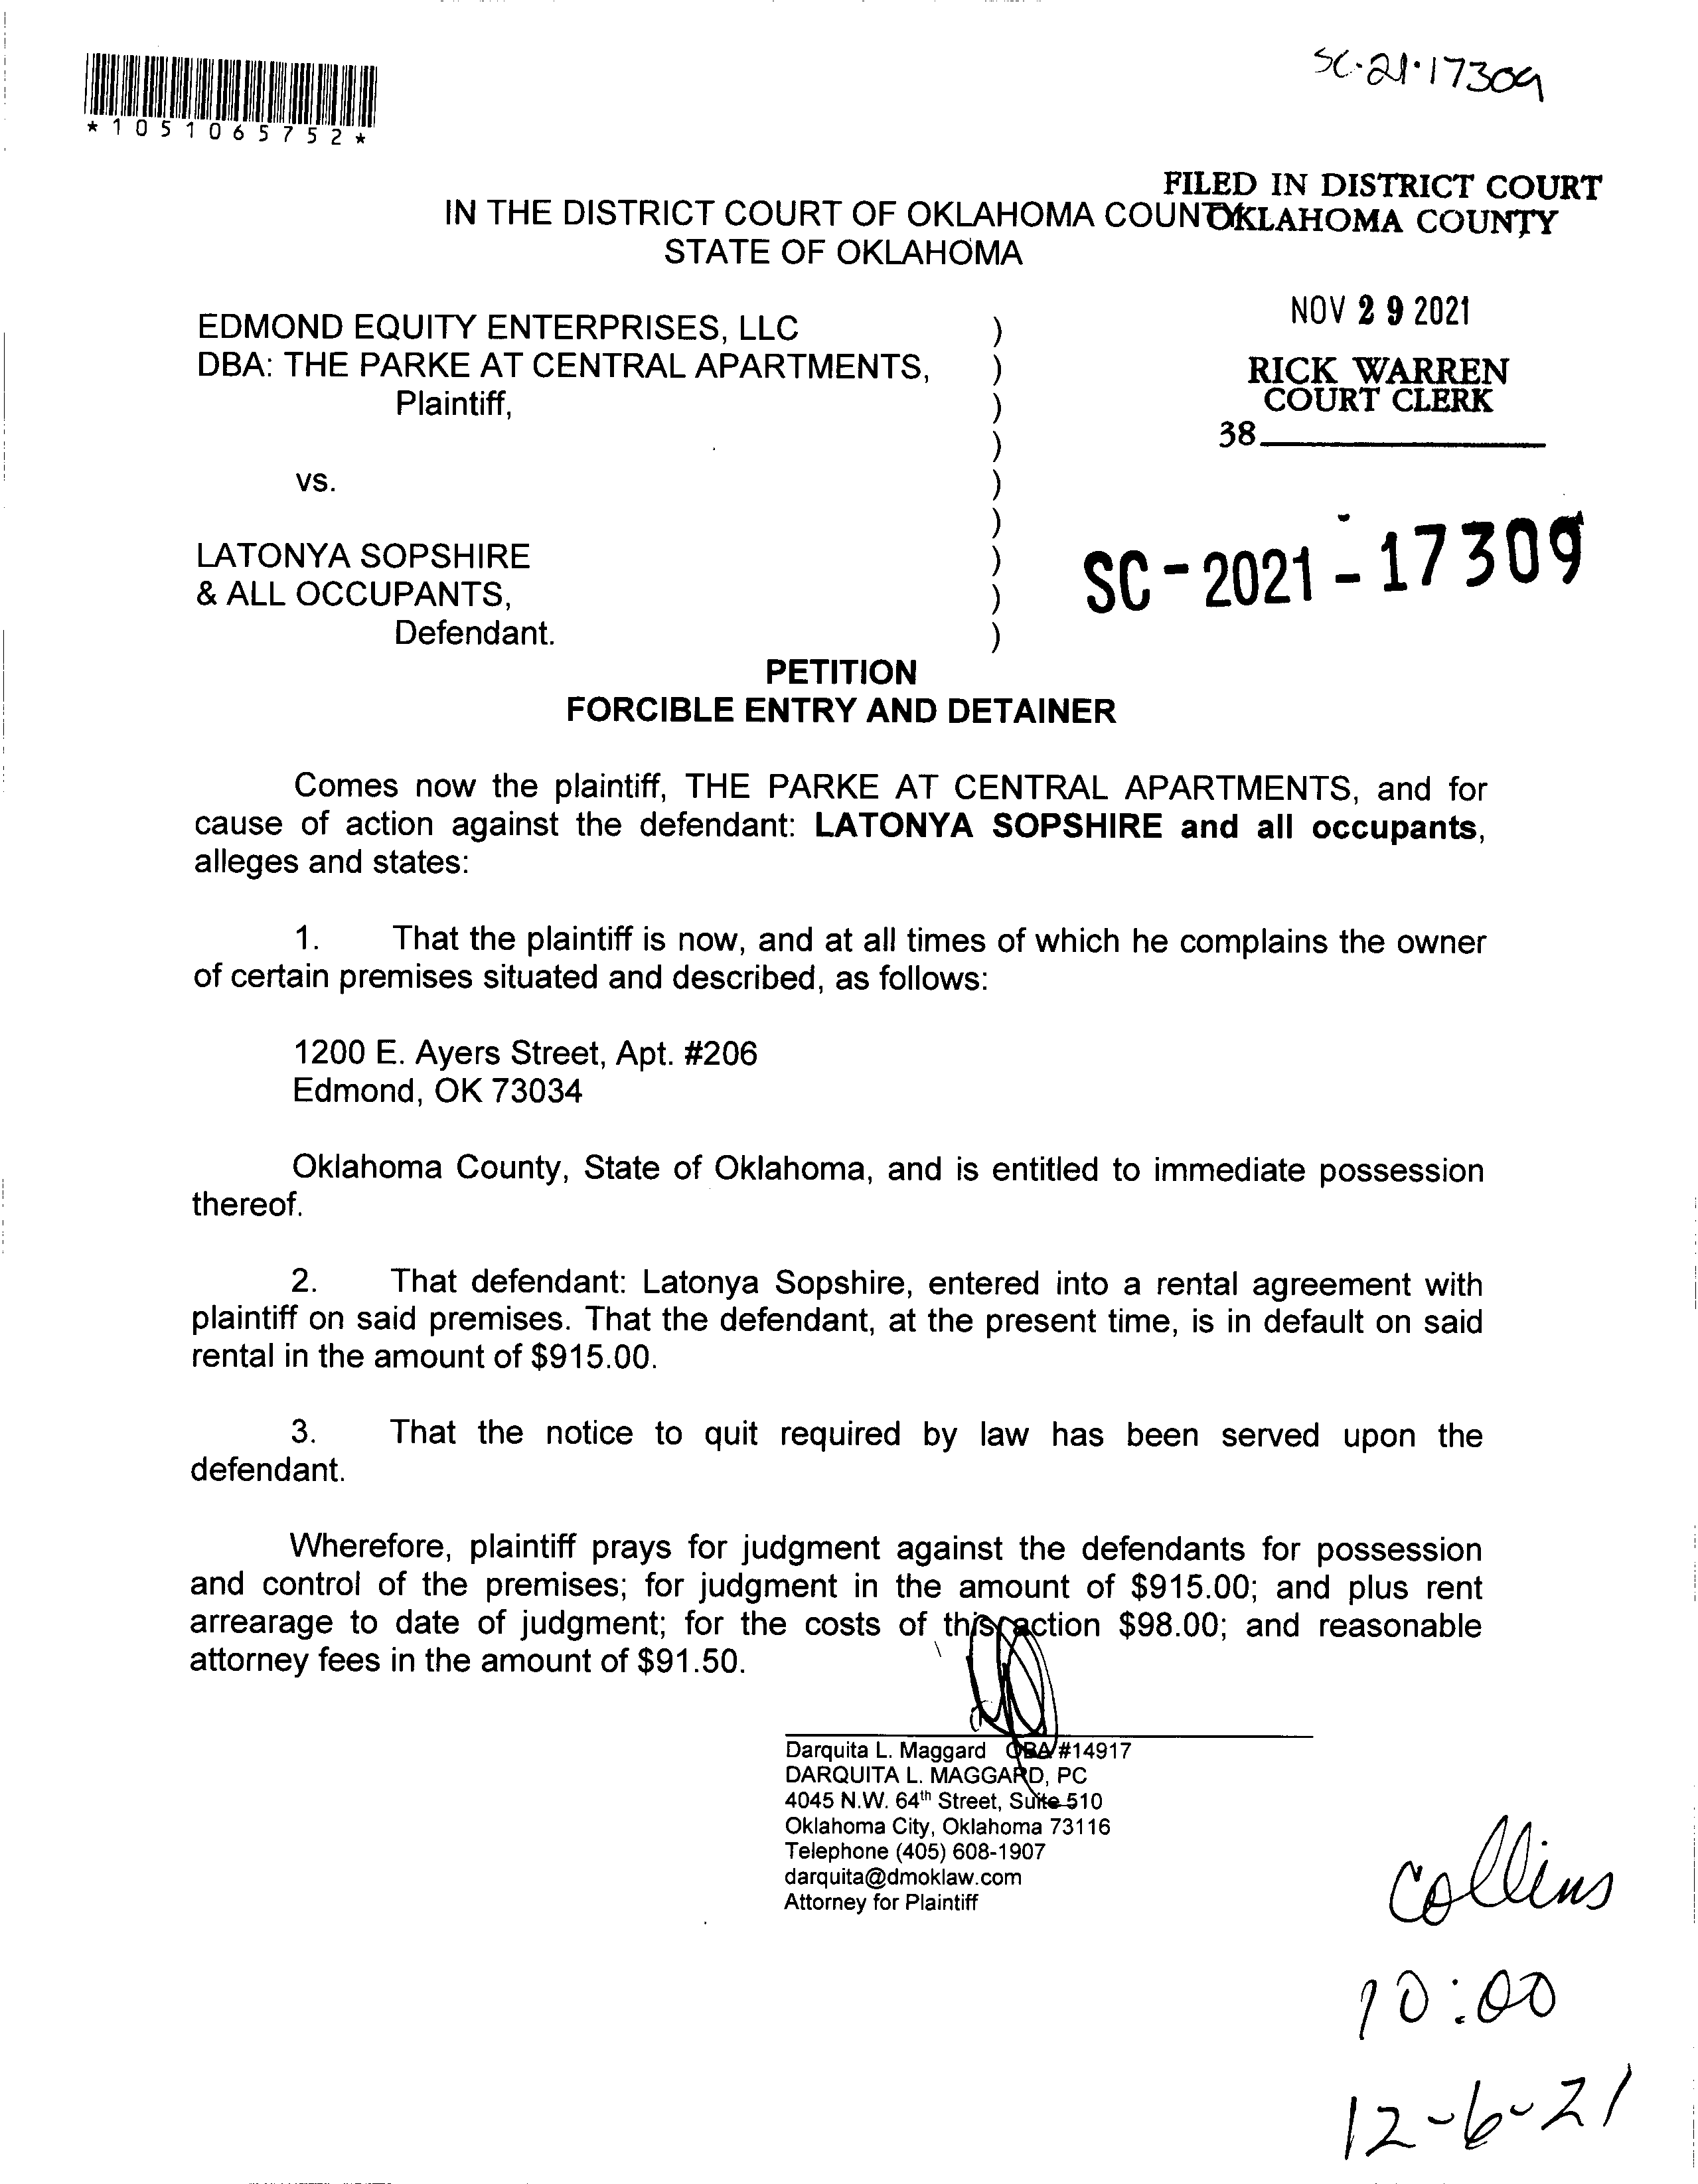 SC-21-17309
*1051065752*
FILED IN DISTRICT COURT
OKLAHOMA COUNTY
IN THE DISTRICT COURT OF OKLAHOMA COUNTY
STATE OF OKLAHOMA
NOV 29 2021
RICK WARREN
COURT CLERK
38
EDMOND EQUITY ENTERPRISES, LLC )
DBA: THE PARKE AT CENTRAL APARTMENTS, )
Plaintiff, )
)
vs. )
)
LATONYA SOPSHIRE )
& ALL OCCUPANTS, )
Defendant. )
SC-2021-17309
PETITION
FORCIBLE ENTRY AND DETAINER
Comes now the plaintiff, THE PARKE AT CENTRAL APARTMENTS, and for
cause of action against the defendant: LATONYA SOPSHIRE and all occupants,
alleges and states:
1. That the plaintiff is now, and at all times of which he complains the owner
of certain premises situated and described, as follows:
1200 E. Ayers Street, Apt. #206
Edmond, OK 73034
Oklahoma County, State of Oklahoma, and is entitled to immediate possession
thereof.
2. That defendant: Latonya Sopshire, entered into a rental agreement with
plaintiff on said premises. That the defendant, at the present time, is in default on said
rental in the amount of $915.00.
3. That the notice to quit required by law has been served upon the
defendant.
Wherefore, plaintiff prays for judgment against the defendants for possession
and control of the premises; for judgment in the amount of $915.00; and plus rent
arrearage to date of judgment; for the costs of this action $98.00; and reasonable
attorney fees in the amount of $91.50.
Darquita L. Maggard OBA #14917
DARQUITA L. MAGGARD, PC
4045 N.W. 64th Street, Suite 510
Oklahoma City, Oklahoma 73116
Telephone (405) 608-1907
darquita@dmoklaw.com
Attorney for Plaintiff
Collins
10:00
12-6-21